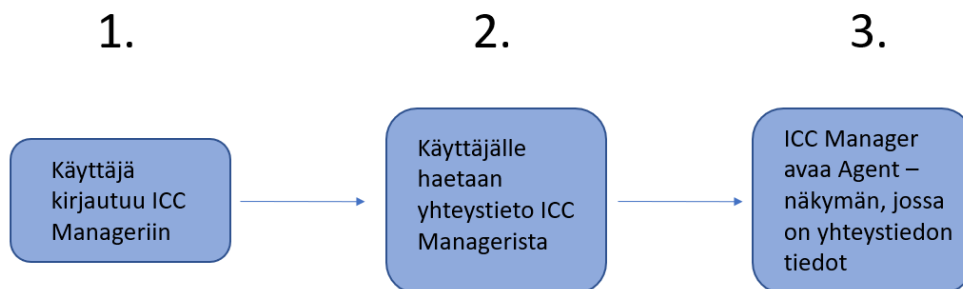 1.
2.
3.
Käyttäjä
kirjautuu ICC
Manageriin
Käyttäjälle
haetaan
yhteystieto ICC
Managerista
ICC Manager
avaa Agent –
näkymän, jossa
on yhteystiedon
tiedot